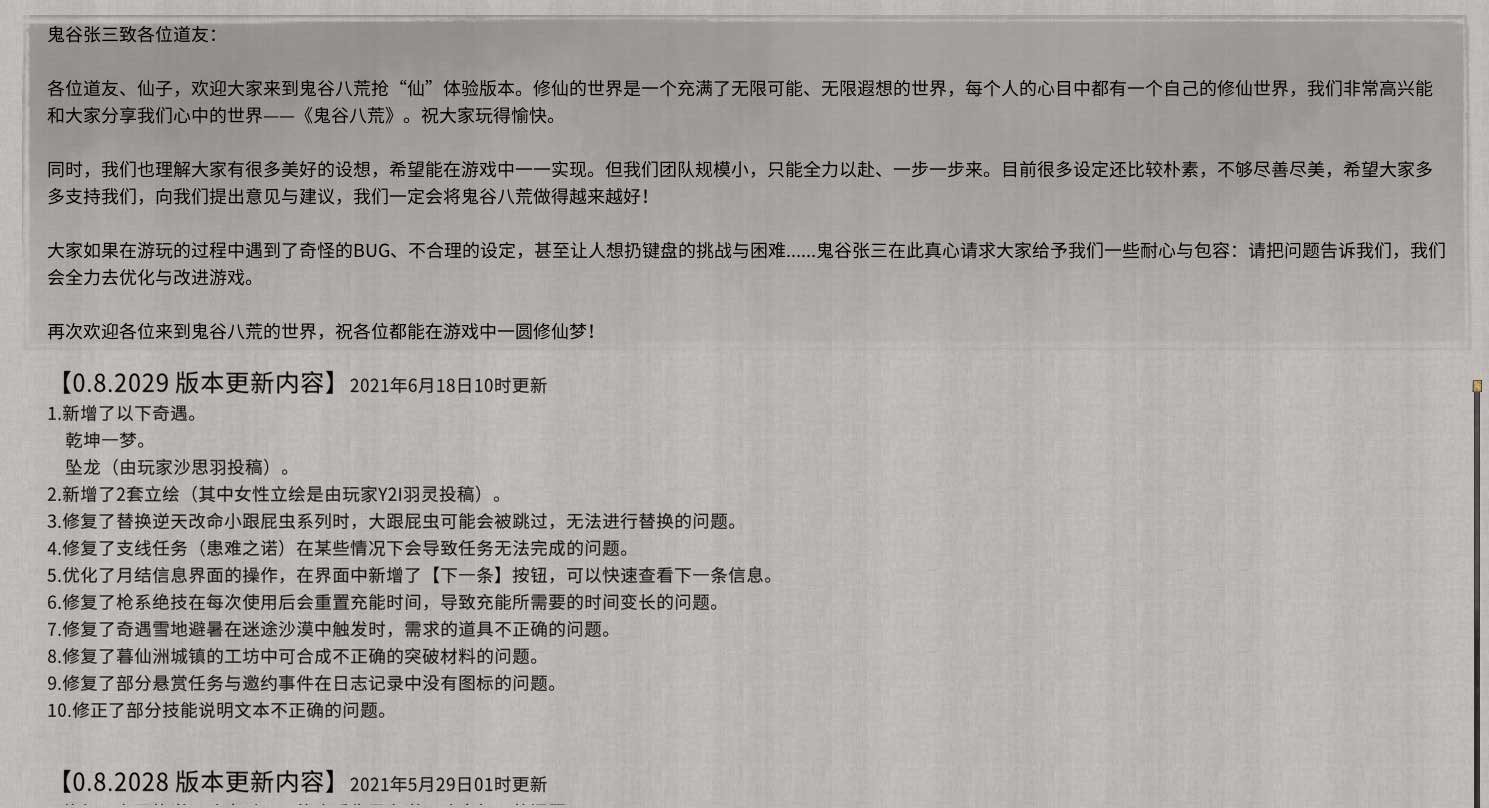 鬼谷张三致各位道友：
各位道友、仙子，欢迎大家来到鬼谷八荒抢“仙”体验版本。修仙的世界是一个充满了无限可能、无限遐想的世界，每个人的心目中都有一个自己的修仙世界，我们非常高兴能
和大家分享我们心中的世界——《鬼谷八荒》。祝大家玩得愉快。
同时，我们也理解大家有很多美好的设想，希望能在游戏中一一实现。但我们团队规模小，只能全力以赴、一步一步来。目前很多设定还比较朴素，不够尽善尽美，希望大家多
多支持我们，向我们提出意见与建议，我们一定会将鬼谷八荒做得越来越好！
大家如果在游玩的过程中遇到了奇怪的BUG、不合理的设定，甚至让人想扔键盘的挑战与困难......鬼谷张三在此真心请求大家给予我们一些耐心与包容：请把问题告诉我们，我们
会全力去优化与改进游戏。
再次欢迎各位来到鬼谷八荒的世界，祝各位都能在游戏中一圆修仙梦！
【0.8.2029 版本更新内容】2021年6月18日10时更新
1.新增了以下奇遇。
乾坤一梦。
坠龙（由玩家沙思羽投稿）。
2.新增了2套立绘（其中女性立绘是由玩家Y2I羽灵投稿）。
3.修复了替换逆天改命小跟屁虫系列时，大跟屁虫可能会被跳过，无法进行替换的问题。
4.修复了支线任务（患难之诺）在某些情况下会导致任务无法完成的问题。
5.优化了月结信息界面的操作，在界面中新增了【下一条】按钮，可以快速查看下一条信息。
6.修复了枪系绝技在每次使用后会重置充能时间，导致充能所需要的时间变长的问题。
7.修复了奇遇雪地避暑在迷途沙漠中触发时，需求的道具不正确的问题。
8.修复了暮仙洲城镇的工坊中可合成不正确的突破材料的问题。
9.修复了部分悬赏任务与邀约事件在日志记录中没有图标的问题。
10.修正了部分技能说明文本不正确的问题。
【0.8.2028 版本更新内容】2021年5月29日01时更新